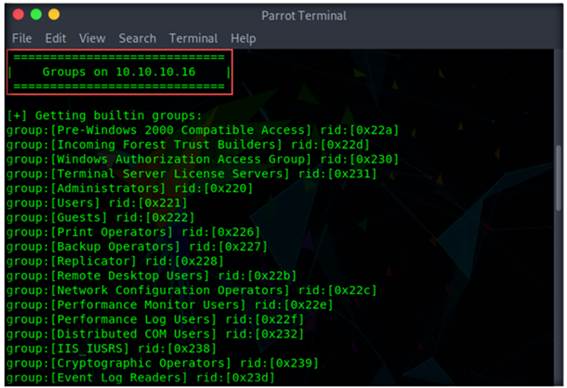 Parrot Terminal
File Edit View Search Terminal Help
=============================
| Groups on 10.10.10.16 |
=============================
[+] Getting builtin groups:
group:[Pre-Windows 2000 Compatible Access] rid:[0x22a]
group:[Incoming Forest Trust Builders] rid:[0x22d]
group:[Windows Authorization Access Group] rid:[0x230]
group:[Terminal Server License Servers] rid:[0x231]
group:[Administrators] rid:[0x220]
group:[Users] rid:[0x221]
group:[Guests] rid:[0x222]
group:[Print Operators] rid:[0x226]
group:[Backup Operators] rid:[0x227]
group:[Replicator] rid:[0x228]
group:[Remote Desktop Users] rid:[0x22b]
group:[Network Configuration Operators] rid:[0x22c]
group:[Performance Monitor Users] rid:[0x22e]
group:[Performance Log Users] rid:[0x22f]
group:[Distributed COM Users] rid:[0x232]
group:[IIS_IUSRS] rid:[0x238]
group:[Cryptographic Operators] rid:[0x239]
group:[Event Log Readers] rid:[0x23d]